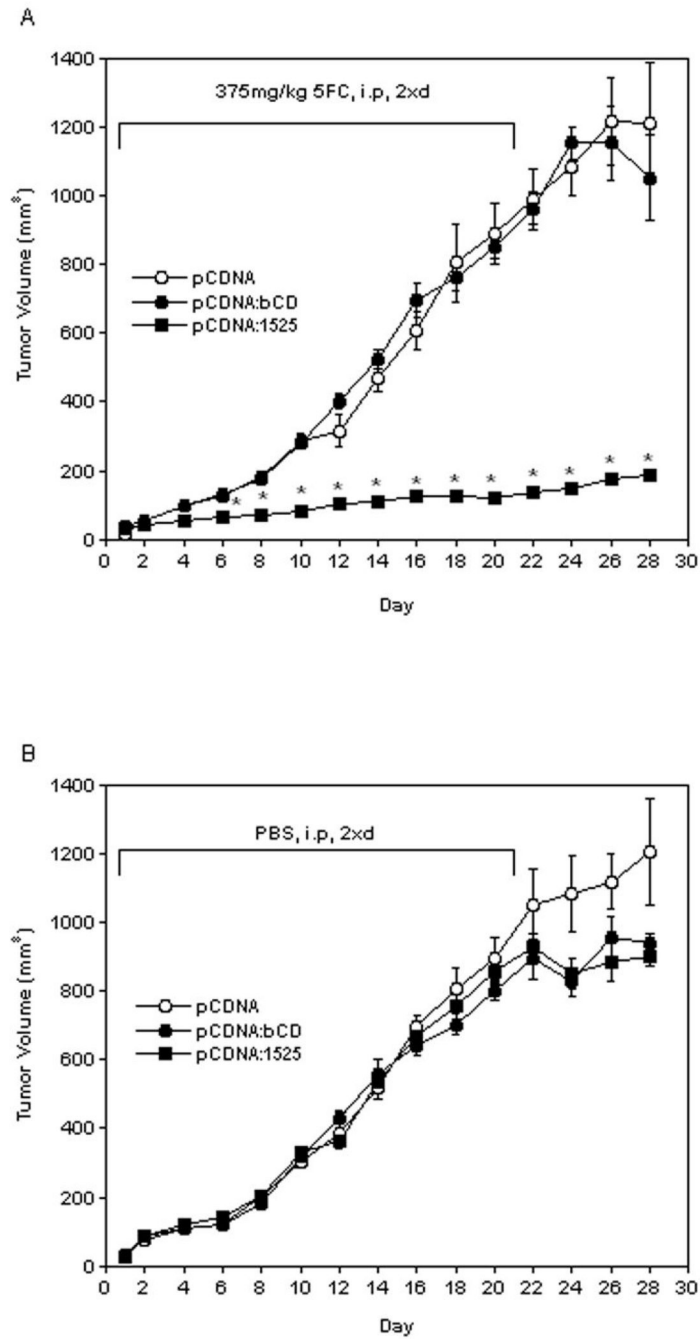 A
1400
375mg/kg 5FC, i.p, 2xd
1200
1000
800
pCDNA
pCDNA:bCD
600
pCDNA:1525
400
200
* * * * * * * * * * * *
0
0 2 4 6 8 10 12 14 16 18 20 22 24 26 28 30
Tumor Volume (mm³)
Day
B
1400
PBS, i.p, 2xd
1200
1000
800
pCDNA
pCDNA:bCD
600
pCDNA:1525
400
200
0
0 2 4 6 8 10 12 14 16 18 20 22 24 26 28 30
Tumor Volume (mm³)
Day